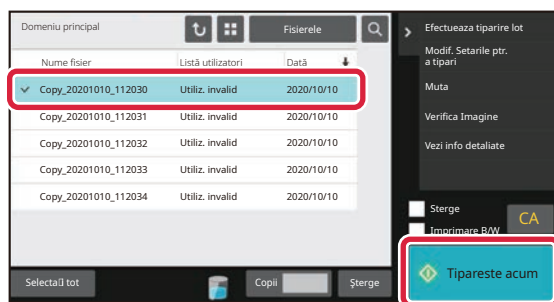 Domeniu principal
Fisierele
Nume fisier Listă utilizatori Dată
Copy_20201010_112030 Utiliz. invalid 2020/10/10
Copy_20201010_112031 Utiliz. invalid 2020/10/10
Copy_20201010_112032 Utiliz. invalid 2020/10/10
Copy_20201010_112033 Utiliz. invalid 2020/10/10
Copy_20201010_112034 Utiliz. invalid 2020/10/10
Selecta tot
Copii
Şterge
Efectueaza tiparire lot
Modif. Setarile ptr.
a tipari
Muta
Verifica Imagine
Vezi info detaliate
Sterge
Imprimare B/W
CA
Tipareste acum